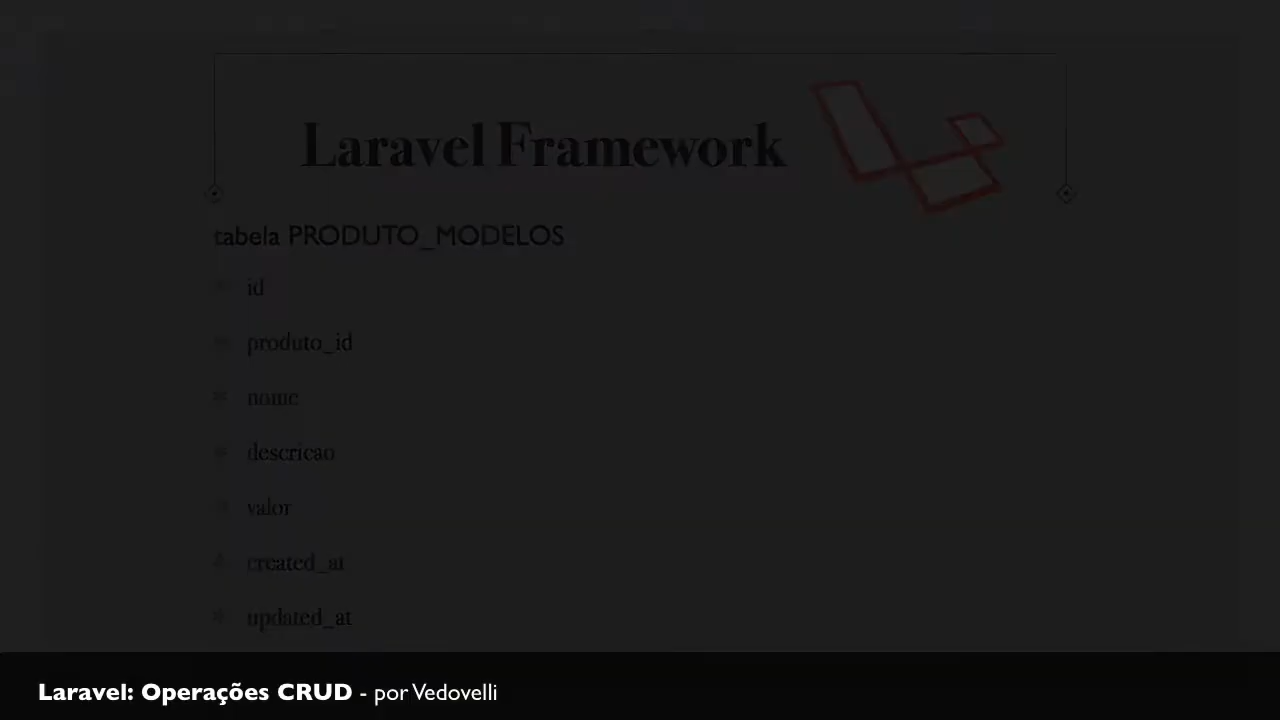 Laravel Framework
tabela PRODUTO_MODELOS
id
produto_id
nome
descricao
valor
created_at
updated_at
Laravel: Operações CRUD - por Vedovelli